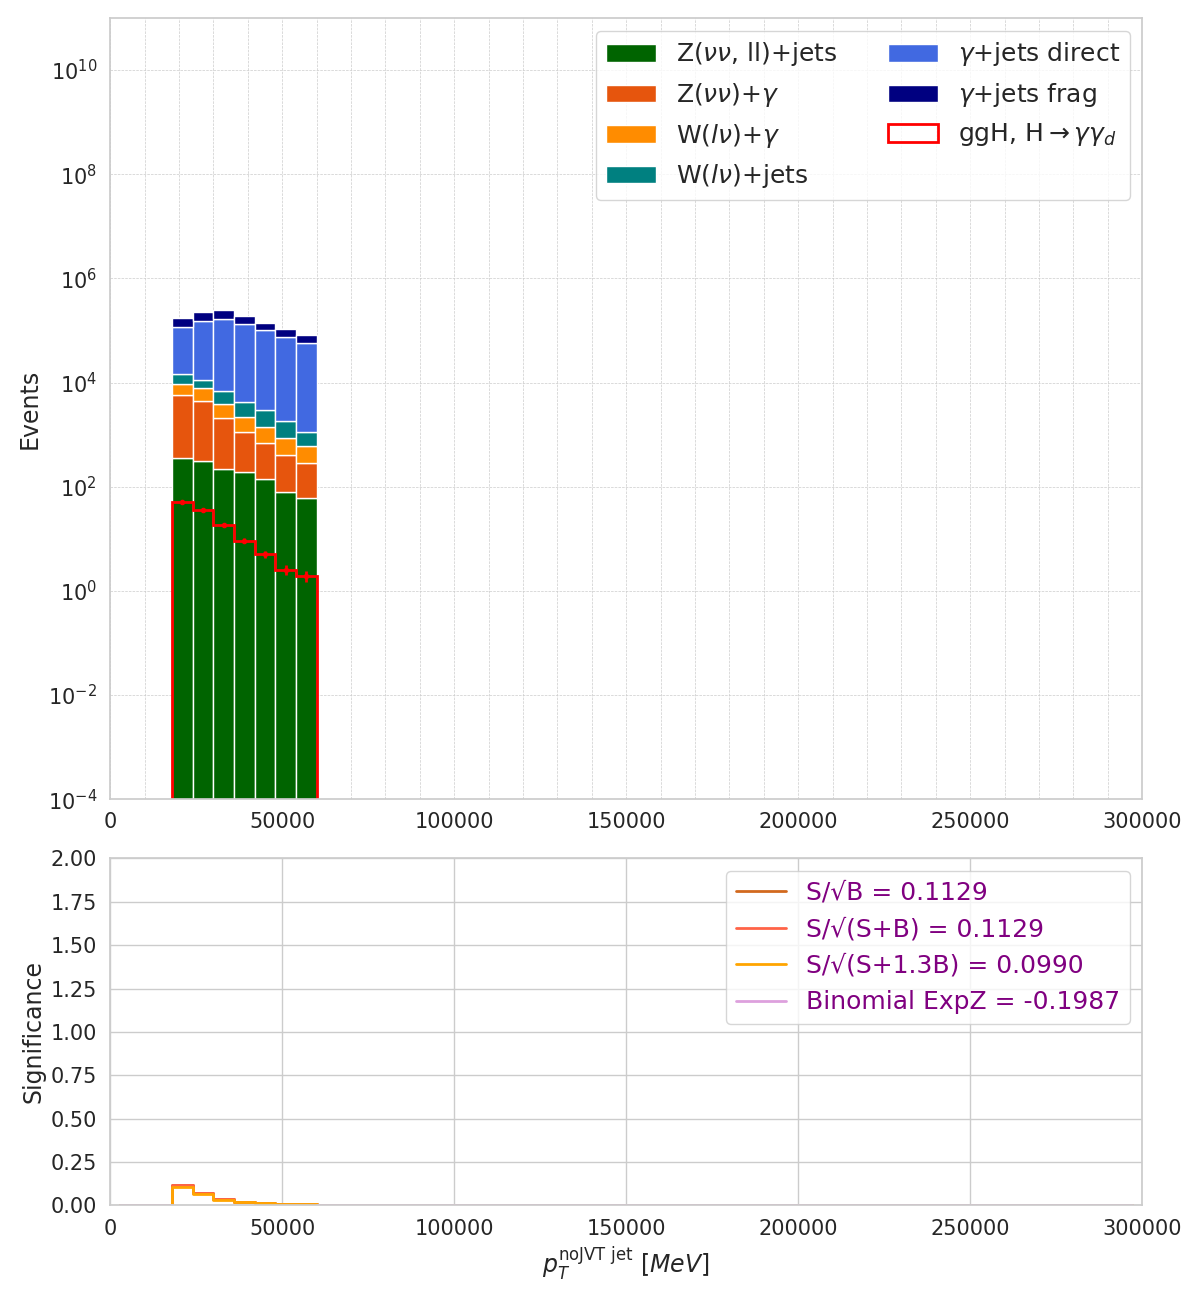 Z(νν, ll)+jets
Z(νν)+γ
W(lν)+γ
W(lν)+jets
γ+jets direct
γ+jets frag
ggH, H→γγ_d
Events
10^10
10^8
10^6
10^4
10^2
10^0
10^−2
10^−4
0 50000 100000 150000 200000 250000 300000
Significance
2.00
1.75
1.50
1.25
1.00
0.75
0.50
0.25
0.00
S/√B = 0.1129
S/√(S+B) = 0.1129
S/√(S+1.3B) = 0.0990
Binomial ExpZ = -0.1987
0 50000 100000 150000 200000 250000 300000
p_T^noJVT jet [MeV]